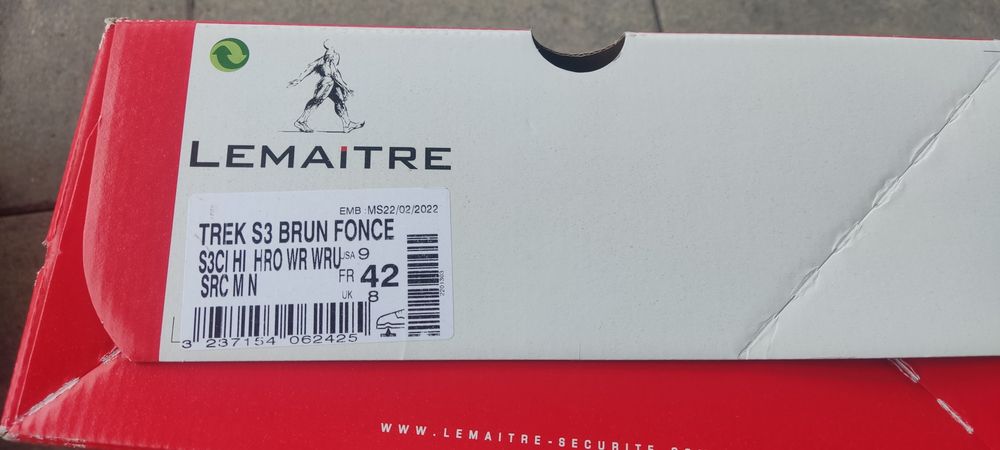 LEMAiTRE
EMB :MS22/02/2022
TREK S3 BRUN FONCE
S3CI HI HRO WR WRU USA 9
SRC M N FR 42
UK 8
3 237154 062425
WWW.LEMAITRE-SECURITE